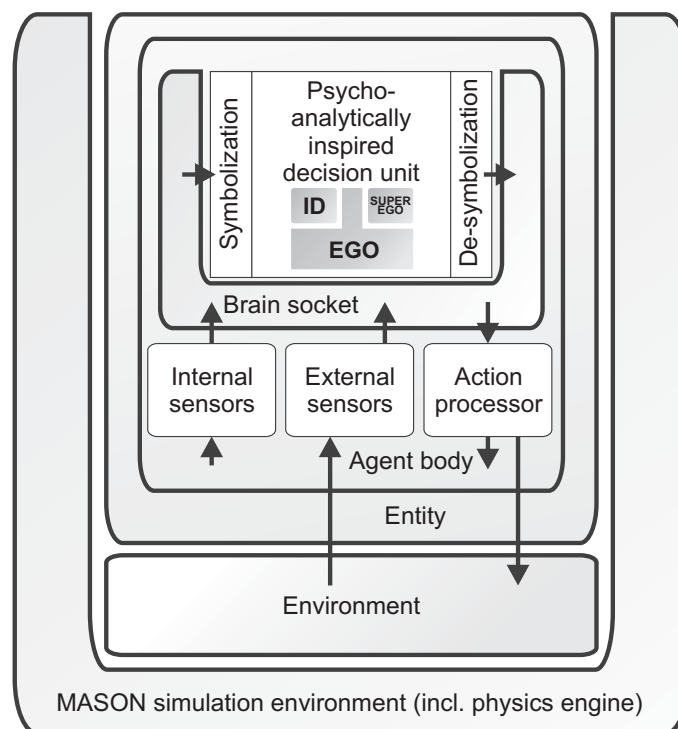 Symbolization
Psycho-
analytically
inspired
decision unit
ID
SUPER
EGO
EGO
De-symbolization
Brain socket
Internal
sensors
External
sensors
Action
processor
Agent body
Entity
Environment
MASON simulation environment (incl. physics engine)